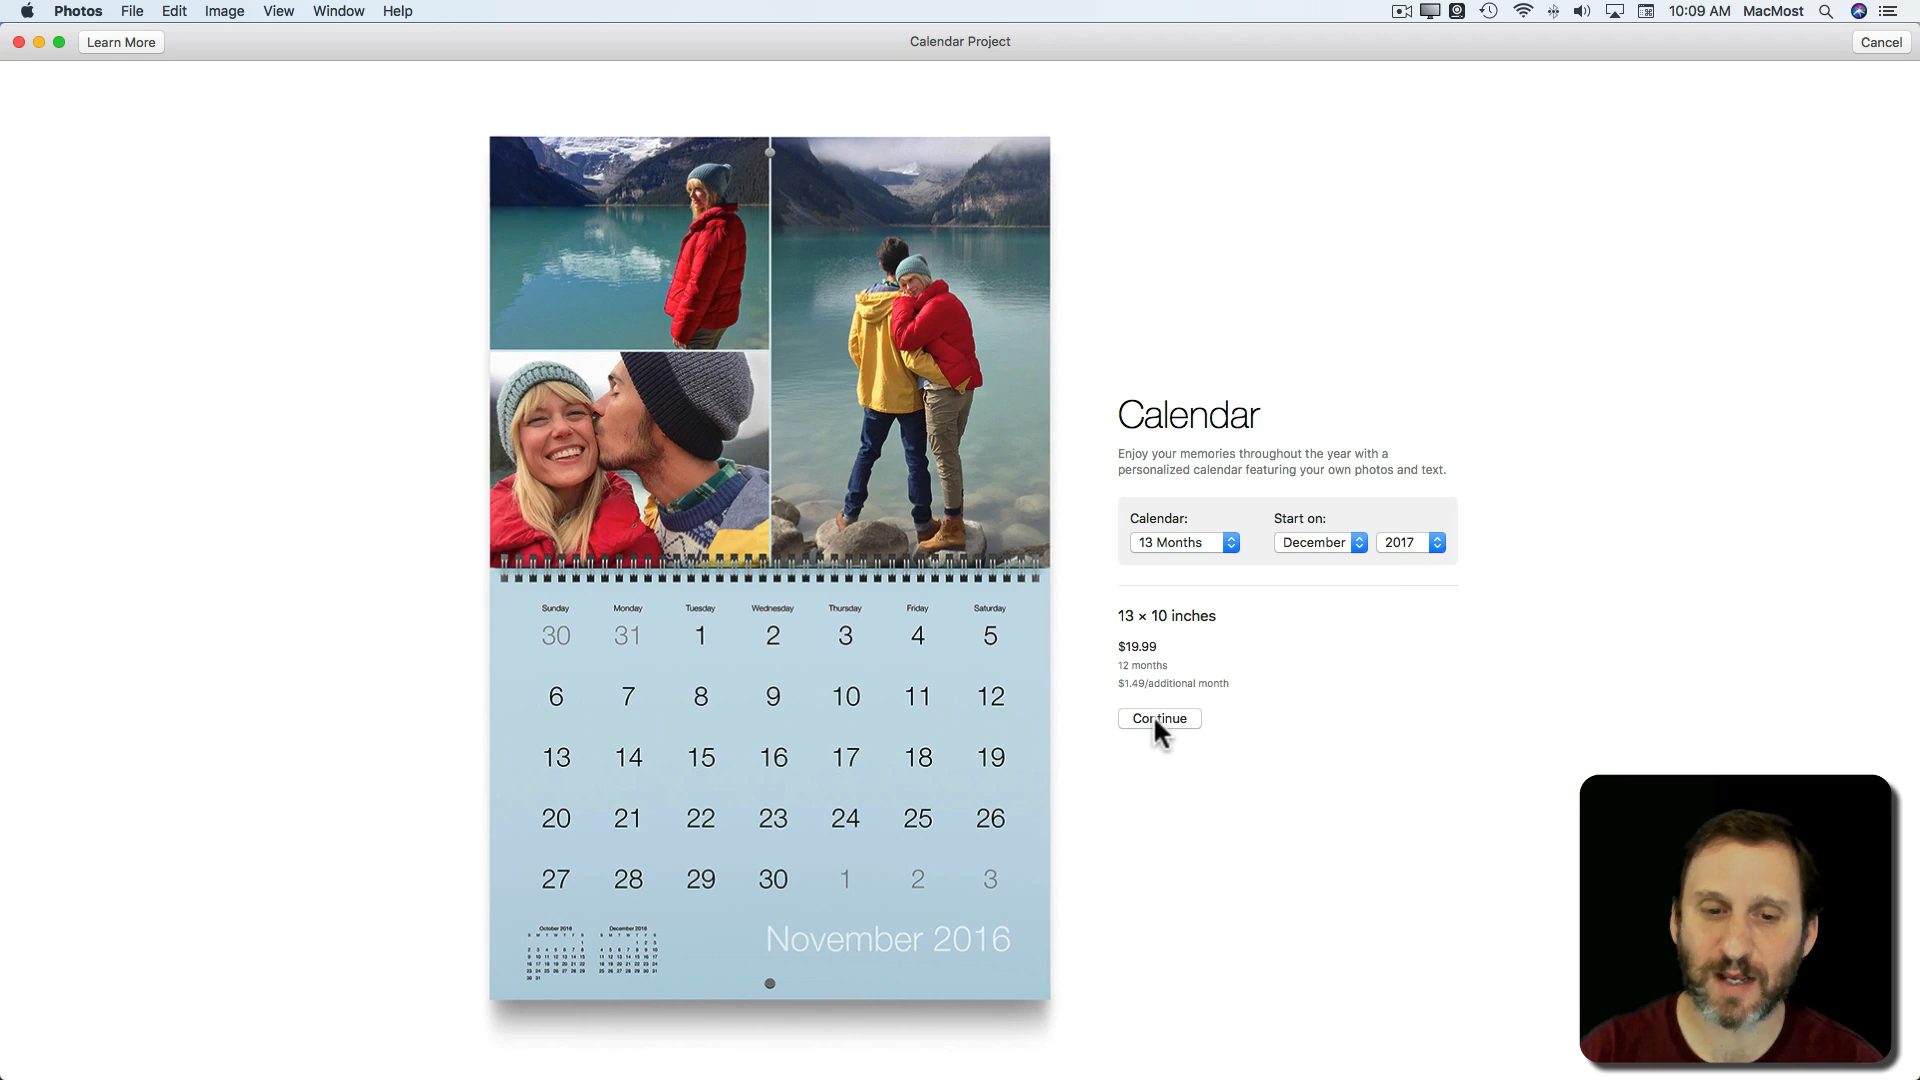 Photos File Edit Image View Window Help 10:09 AM MacMost
Learn More Calendar Project Cancel
Calendar
Enjoy your memories throughout the year with a
personalized calendar featuring your own photos and text.
Calendar: Start on:
13 Months December 2017
13 × 10 inches
$19.99
12 months
$1.49/additional month
Continue
Sunday Monday Tuesday Wednesday Thursday Friday Saturday
30 31 1 2 3 4 5
6 7 8 9 10 11 12
13 14 15 16 17 18 19
20 21 22 23 24 25 26
27 28 29 30 1 2 3
October 2016 December 2016
November 2016